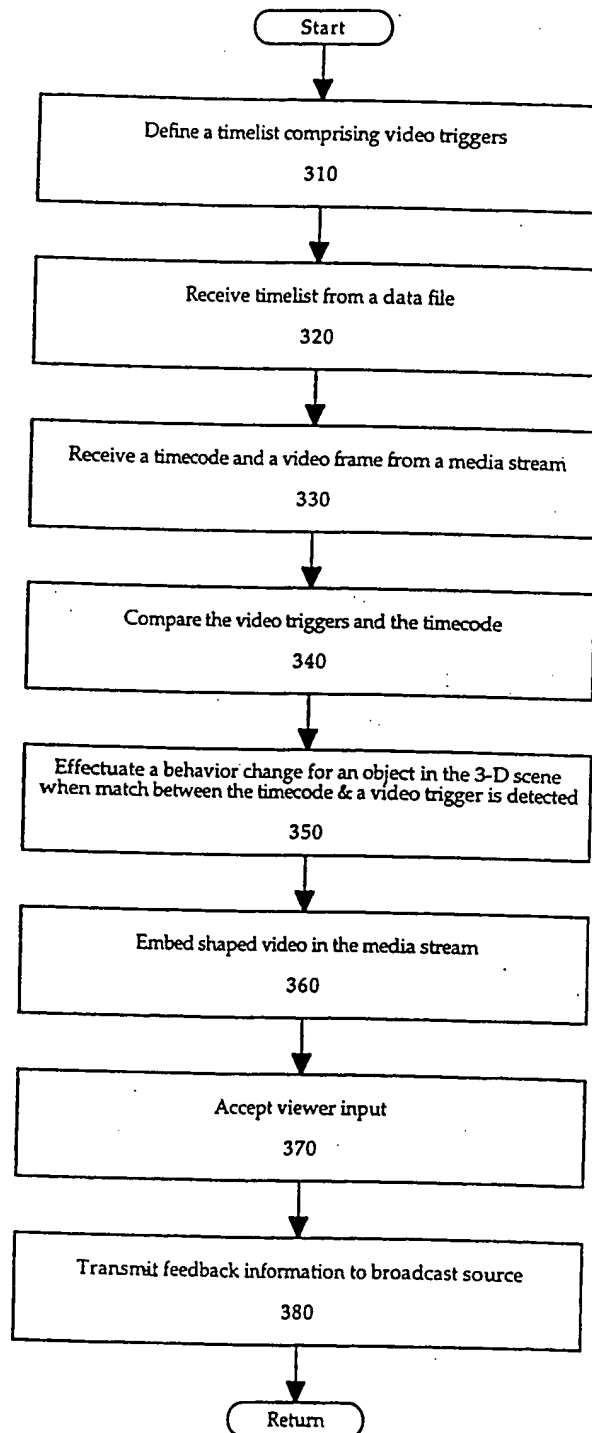 Start
Define a timelist comprising video triggers
310
Receive timelist from a data file
320
Receive a timecode and a video frame from a media stream
330
Compare the video triggers and the timecode
340
Effectuate a behavior change for an object in the 3-D scene
when match between the timecode & a video trigger is detected
350
Embed shaped video in the media stream
360
Accept viewer input
370
Transmit feedback information to broadcast source
380
Return